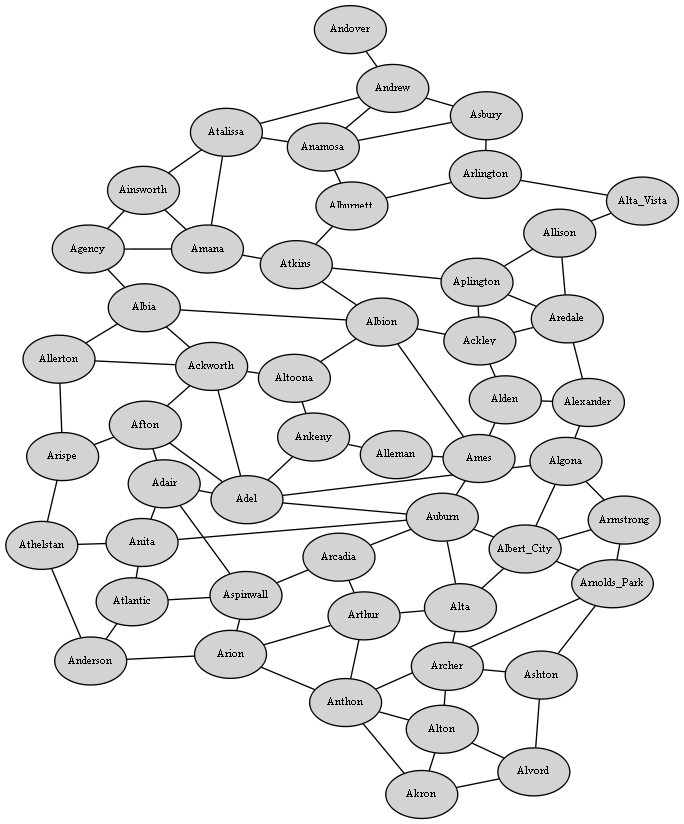 Andover
Andrew
Asbury
Atalissa
Anamosa
Arlington
Ainsworth
Alta_Vista
Alburnett
Allison
Agency
Amana
Atkins
Aplington
Albia
Aredale
Albion
Ackley
Allerton
Ackworth
Altoona
Alden
Alexander
Afton
Ankeny
Alleman
Arispe
Ames
Algona
Adair
Adel
Auburn
Armstrong
Athelstan
Anita
Albert_City
Arcadia
Arnolds_Park
Aspinwall
Atlantic
Alta
Arthur
Anderson
Arion
Archer
Ashton
Anthon
Alton
Alvord
Akron